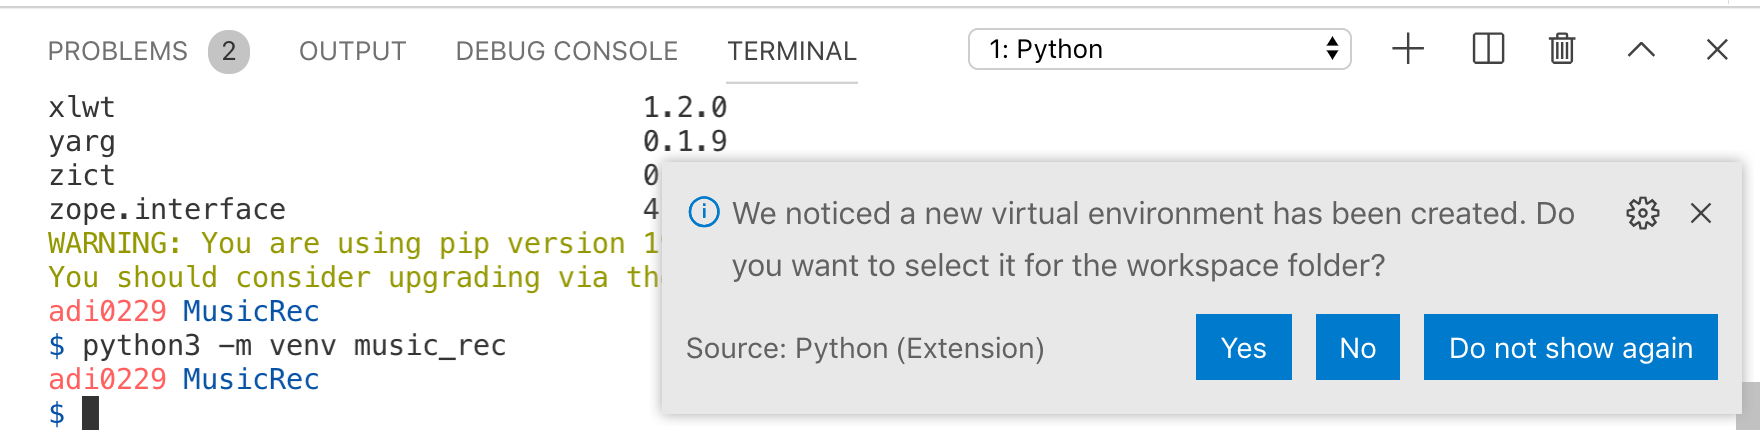 PROBLEMS 2 OUTPUT DEBUG CONSOLE TERMINAL 1: Python
xlwt 1.2.0
yarg 0.1.9
zict 0
zope.interface 4
WARNING: You are using pip version 1
You should consider upgrading via th
adi0229 MusicRec
$ python3 -m venv music_rec
adi0229 MusicRec
$
We noticed a new virtual environment has been created. Do
you want to select it for the workspace folder?
Source: Python (Extension) Yes No Do not show again